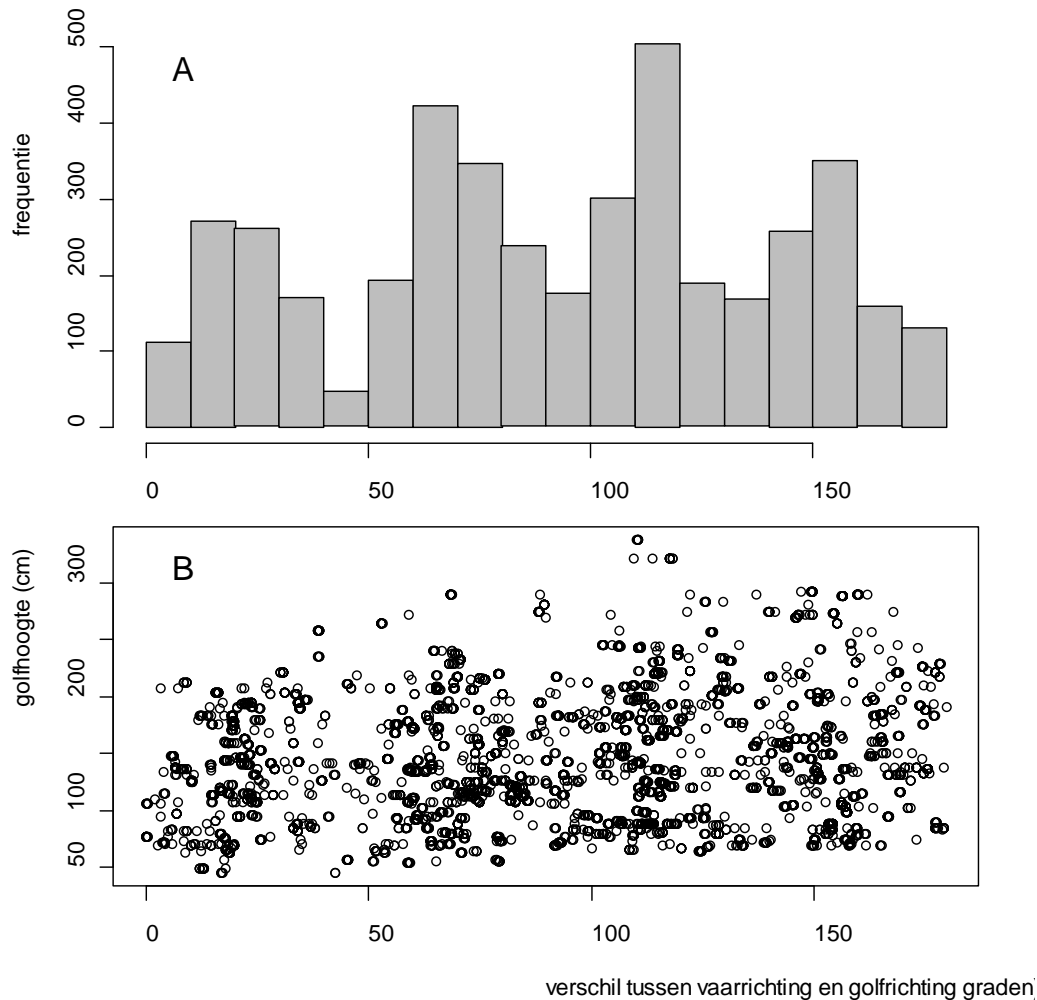 A
frequentie
500
400
300
200
100
0
0 50 100 150
B
golfhoogte (cm)
300
200
100
50
0 50 100 150
verschil tussen vaarrichting en golfrichting graden)